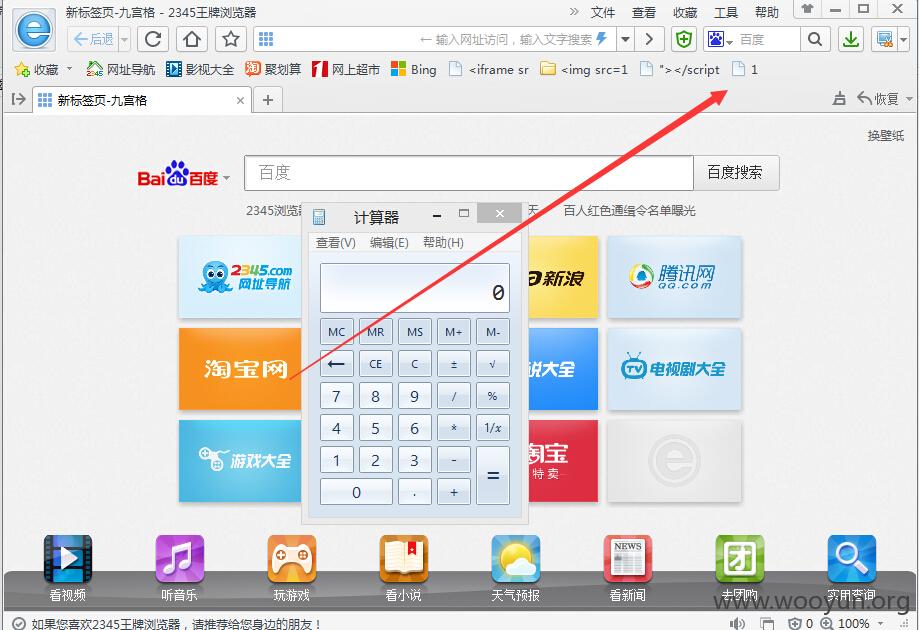 新标签页-九宫格 - 2345王牌浏览器
文件 查看 收藏 工具 帮助
后退
输入网址访问，输入文字搜索
百度
收藏 网址导航 影视大全 聚划算 网上超市 Bing <iframe sr <img src=1 "></script 1
新标签页-九宫格
恢复
换壁纸
Bai du 百度
百度
百度搜索
2345浏览器
天
百人红色通缉令名单曝光
计算器
查看(V) 编辑(E) 帮助(H)
0
MC MR MS M+ M-
← CE C ± √
7 8 9 / %
4 5 6 * 1/x
1 2 3 - =
0 . +
2345.com
网址导航
新浪
腾讯网
QQ.com
淘宝网
说大全
TV 电视剧大全
游戏大全
淘宝
特卖
NEWS
团
看视频 听音乐 玩游戏 看小说 天气预报 看新闻 去团购 实用查询
www.wooyun.org
如果您喜欢2345王牌浏览器，请推荐给您身边的朋友！
0 100%